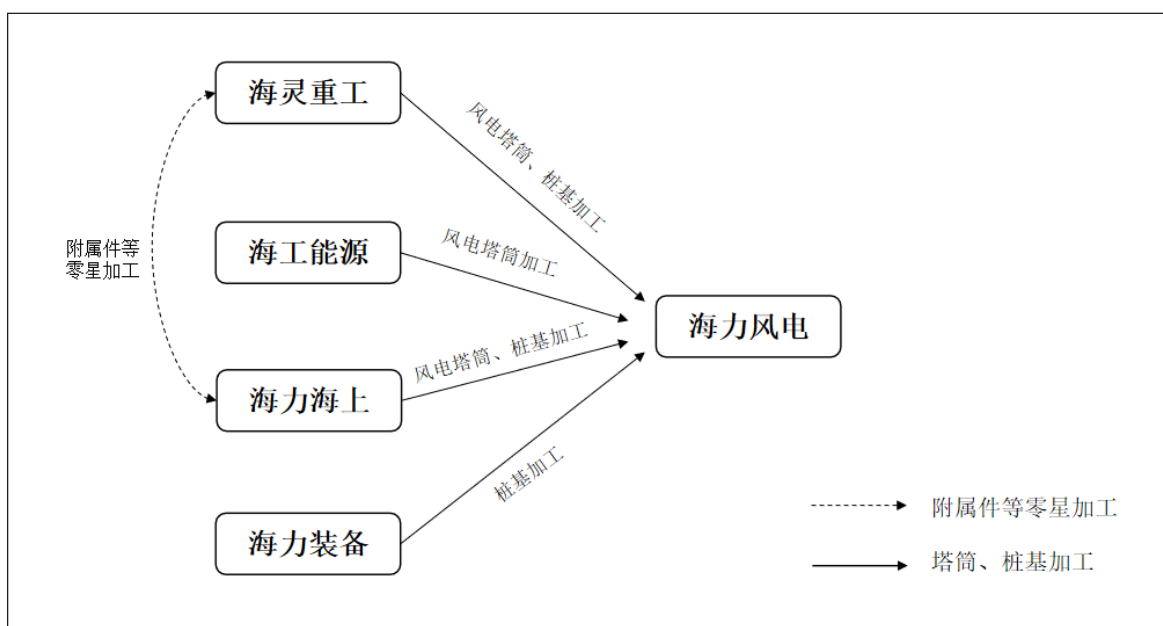 海灵重工
风电塔筒、桩基加工
海工能源
风电塔筒加工
附属件等
零星加工
海力风电
风电塔筒、桩基加工
海力海上
桩基加工
海力装备
附属件等零星加工
塔筒、桩基加工